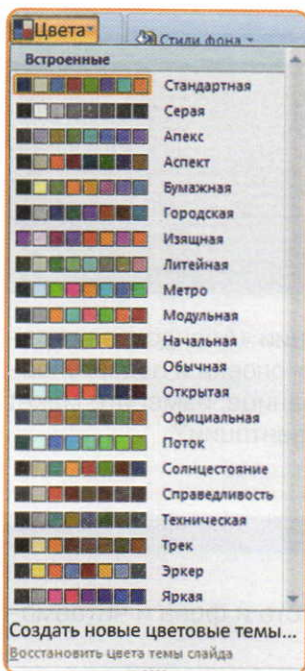 Цвета
Стили фона
Встроенные
Стандартная
Серая
Апекс
Аспект
Бумажная
Городская
Изящная
Литейная
Метро
Модульная
Начальная
Обычная
Открытая
Официальная
Поток
Солнцестояние
Справедливость
Техническая
Трек
Эркер
Яркая
Создать новые цветовые темы...
Восстановить цвета темы слайда